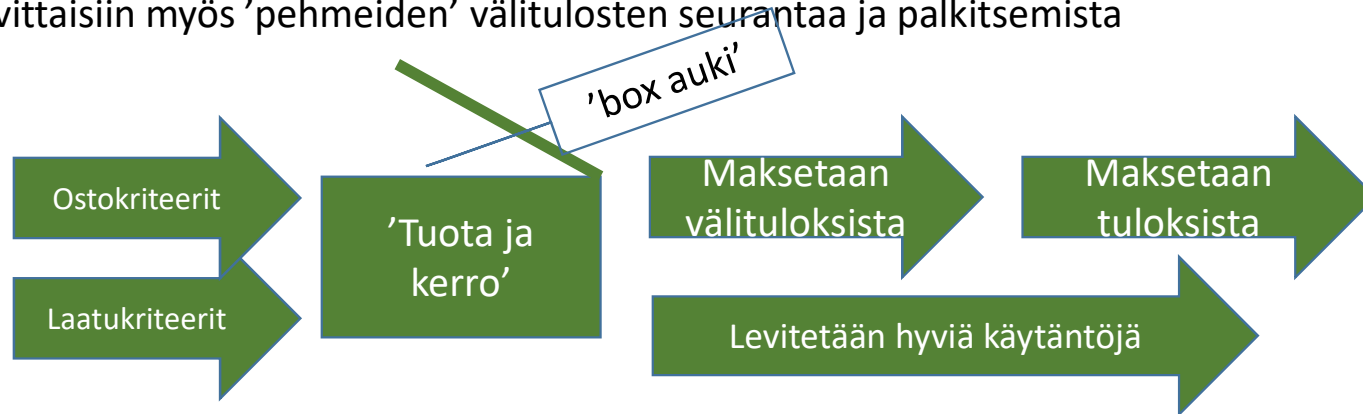 vittaisiin myös ’pehmeiden’ välitulosten seurantaa ja palkitsemista
’box auki’
Ostokriteerit
Laatukriteerit
’Tuota ja
kerro’
Maksetaan
välituloksista
Maksetaan
tuloksista
Levitetään hyviä käytäntöjä